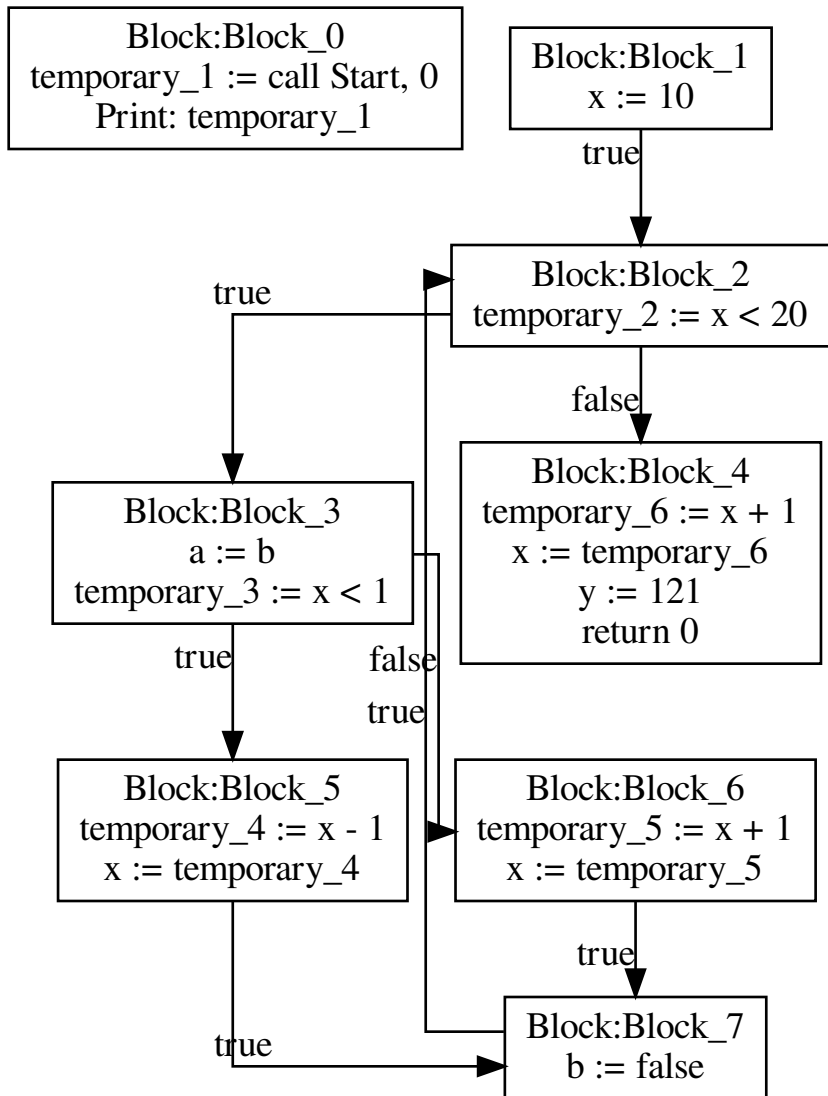 Block:Block_0
temporary_1 := call Start, 0
Print: temporary_1
Block:Block_1
x := 10
true
Block:Block_2
temporary_2 := x < 20
true
false
Block:Block_3
a := b
temporary_3 := x < 1
Block:Block_4
temporary_6 := x + 1
x := temporary_6
y := 121
return 0
true
false
true
Block:Block_5
temporary_4 := x - 1
x := temporary_4
Block:Block_6
temporary_5 := x + 1
x := temporary_5
true
true
Block:Block_7
b := false